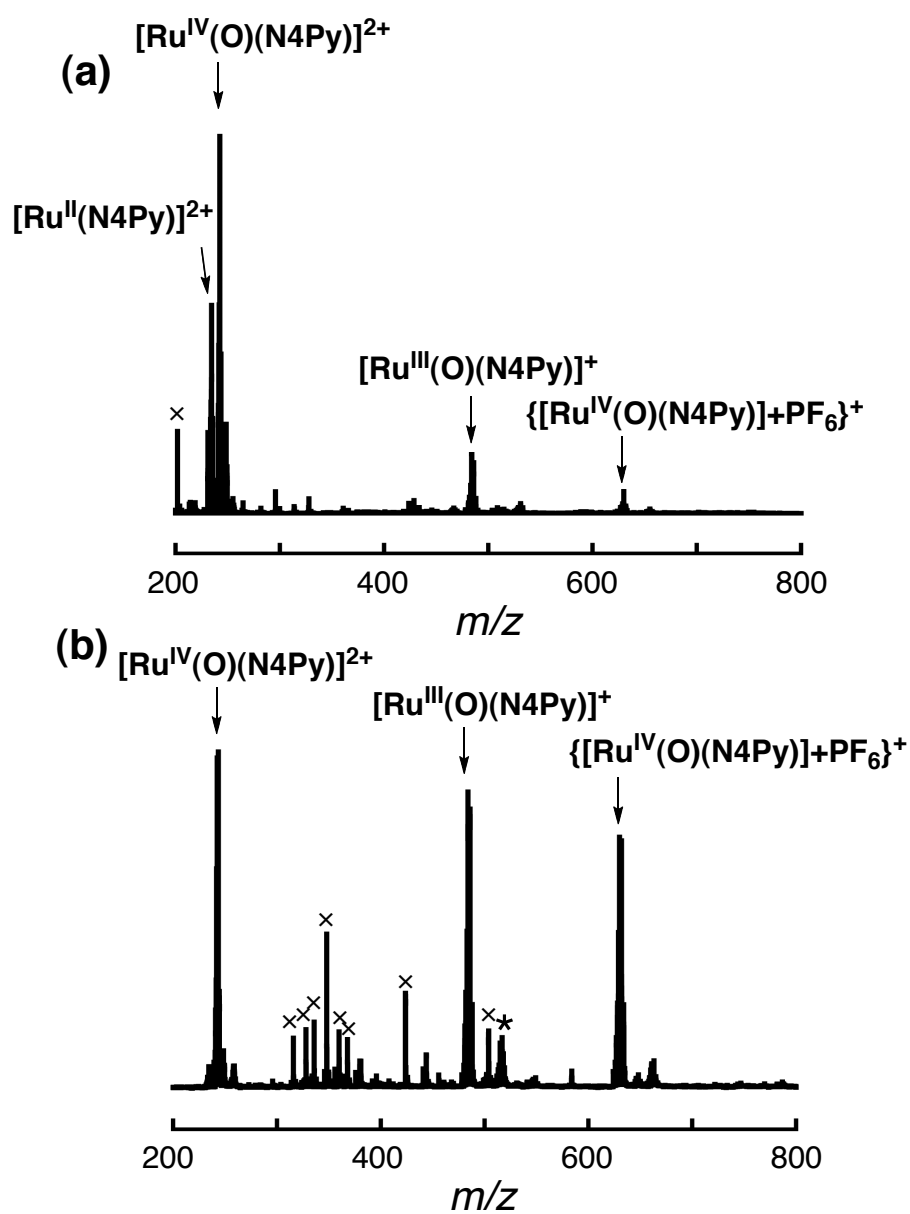 (a)
[Ru^IV(O)(N4Py)]²⁺
[Ru^II(N4Py)]²⁺
×
[Ru^III(O)(N4Py)]⁺
{[Ru^IV(O)(N4Py)]+PF₆}⁺
200 400 600 800
m/z
(b)
[Ru^IV(O)(N4Py)]²⁺
[Ru^III(O)(N4Py)]⁺
{[Ru^IV(O)(N4Py)]+PF₆}⁺
× × × × × × × × *
200 400 600 800
m/z